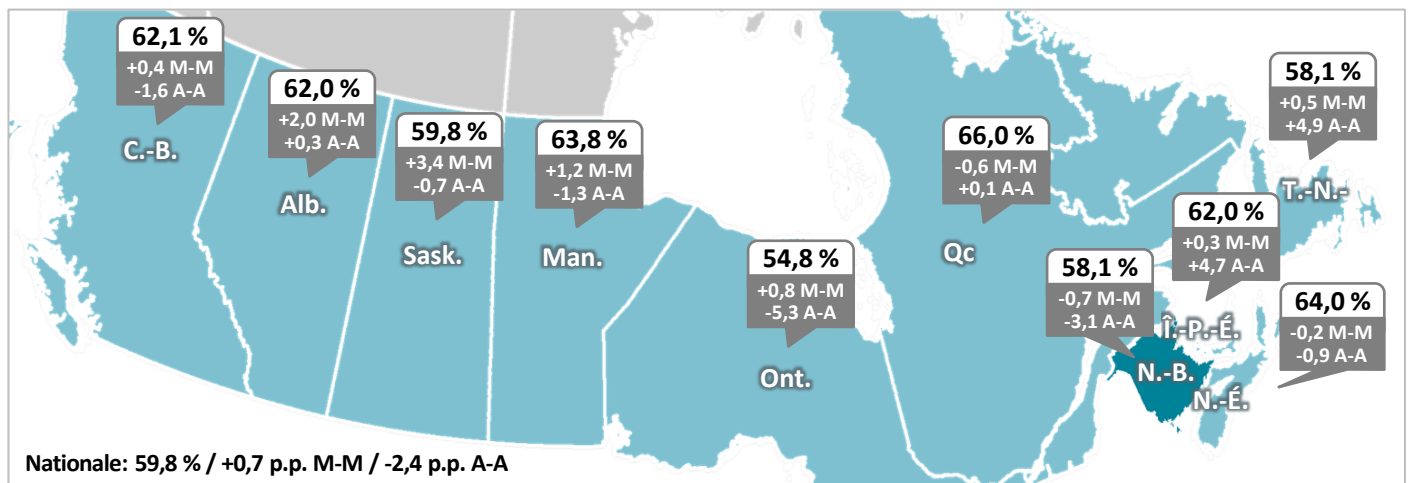 62,1 %
+0,4 M-M
-1,6 A-A
C.-B.
62,0 %
+2,0 M-M
+0,3 A-A
Alb.
59,8 %
+3,4 M-M
-0,7 A-A
Sask.
63,8 %
+1,2 M-M
-1,3 A-A
Man.
54,8 %
+0,8 M-M
-5,3 A-A
Ont.
66,0 %
-0,6 M-M
+0,1 A-A
Qc
58,1 %
-0,7 M-M
-3,1 A-A
N.-B.
62,0 %
+0,3 M-M
+4,7 A-A
Î.-P.-É.
58,1 %
+0,5 M-M
+4,9 A-A
T.-N.-
64,0 %
-0,2 M-M
-0,9 A-A
N.-É.
Nationale: 59,8 % / +0,7 p.p. M-M / -2,4 p.p. A-A